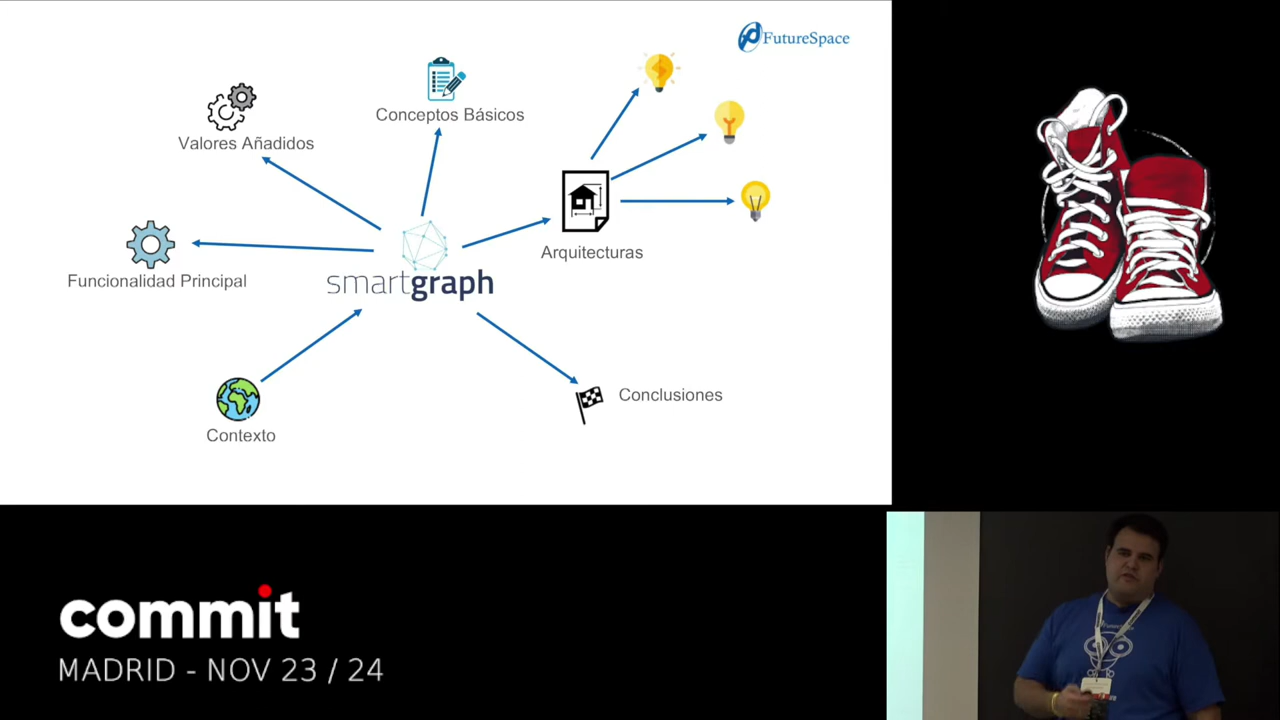 FutureSpace
Conceptos Básicos
Valores Añadidos
Arquitecturas
Funcionalidad Principal
smartgraph
Conclusiones
Contexto
commit
MADRID - NOV 23 / 24